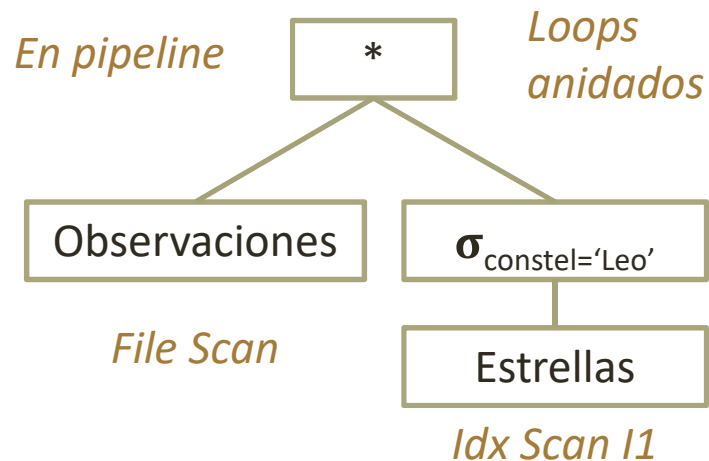 En pipeline
*
Loops
anidados
Observaciones
σconstel=‘Leo’
File Scan
Estrellas
Idx Scan I1